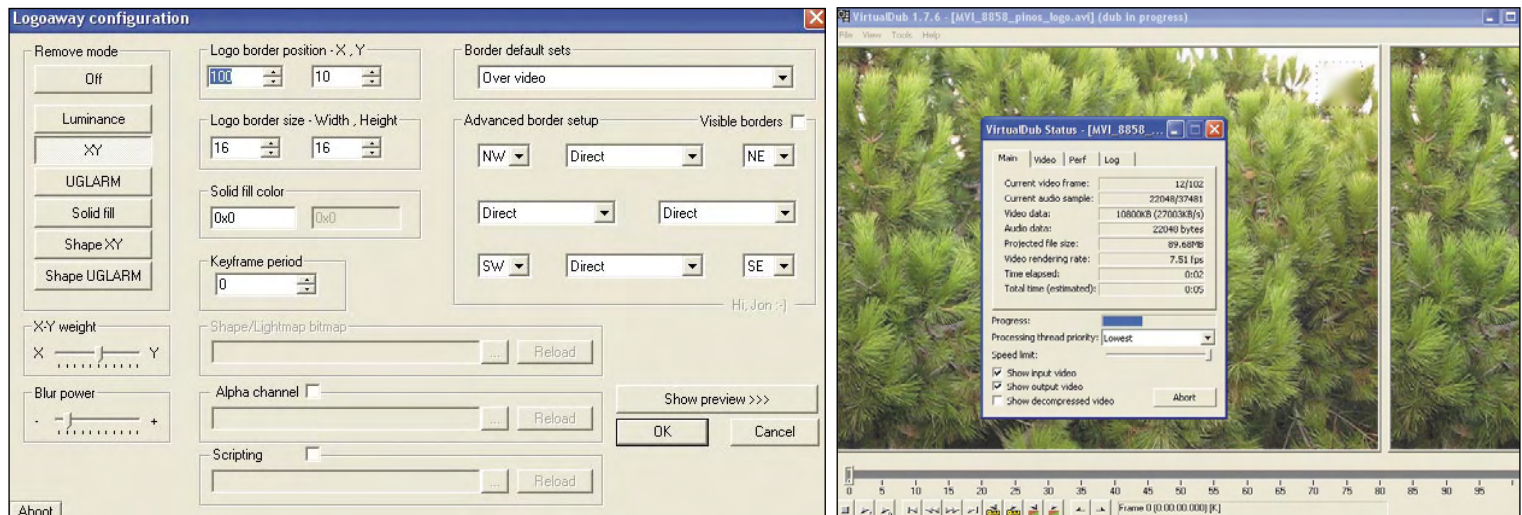 Logoaway configuration
Remove mode
Off
Luminance
XY
UGLARM
Solid fill
Shape XY
Shape UGLARM
X-Y weight
X Y
Blur power
- +
About
Logo border position - X , Y
100 10
Logo border size - Width , Height
16 16
Solid fill color
0x0 0x0
Keyframe period
0
Shape/Lightmap bitmap
... Reload
Alpha channel
... Reload
Scripting
... Reload
Border default sets
Over video
Advanced border setup Visible borders
NW Direct NE
Direct Direct
SW Direct SE
Hi, Jon :-)
Show preview >>>
OK Cancel
VirtualDub 1.7.6 - [MVI_8858_pinos_logo.avi] (dub in progress)
File View Tools Help
VirtualDub Status - [MVI_8858_...
Main Video Perf Log
Current video frame: 12/102
Current audio sample: 22048/37481
Video data: 10800KB (27003KB/s)
Audio data: 22048 bytes
Projected file size: 89.68MB
Video rendering rate: 7.51 fps
Time elapsed: 0:02
Total time (estimated): 0:05
Progress:
Processing thread priority: Lowest
Speed limit:
Show input video
Show output video
Show decompressed video
Abort
0 5 10 15 20 25 30 35 40 45 50 55 60 65 70 75 80 85 90 95
Frame 0 (0:00:00.000) [K]